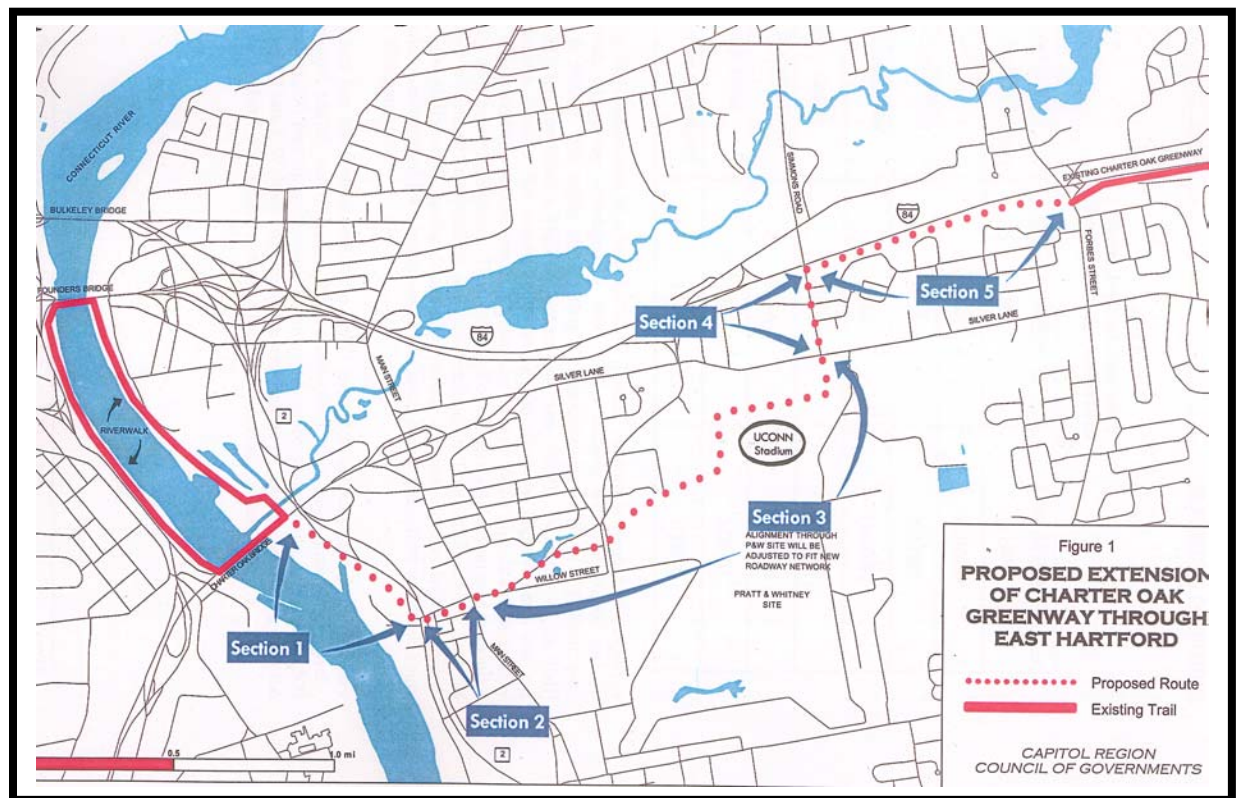 CONNECTICUT RIVER
BULKELEY BRIDGE
FOUNDERS BRIDGE
RIVERWALK
2
84
MAIN STREET
SILVER LANE
SIMMONS ROAD
84
EXISTING CHARTER OAK GREENWAY
FORBES STREET
Section 5
Section 4
SILVER LANE
UCONN
Stadium
CHARTER OAK BRIDGE
WILLOW STREET
Section 3
ALIGNMENT THROUGH
P&W SITE WILL BE
ADJUSTED TO FIT NEW
ROADWAY NETWORK
PRATT & WHITNEY
SITE
Section 1
MAIN STREET
Section 2
2
0.5
1.0 mi
Figure 1
PROPOSED EXTENSION
OF CHARTER OAK
GREENWAY THROUGH
EAST HARTFORD
Proposed Route
Existing Trail
CAPITOL REGION
COUNCIL OF GOVERNMENTS